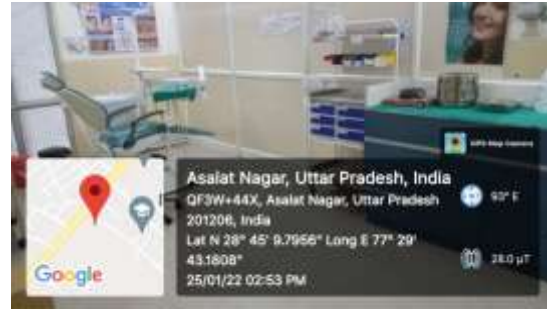 GPS Map Camera
Asalat Nagar, Uttar Pradesh, India
QF3W+44X, Asalat Nagar, Uttar Pradesh
201206, India
Lat N 28° 45' 9.7956" Long E 77° 29'
43.1808"
25/01/22 02:53 PM
93° E
28.0 µT
Google